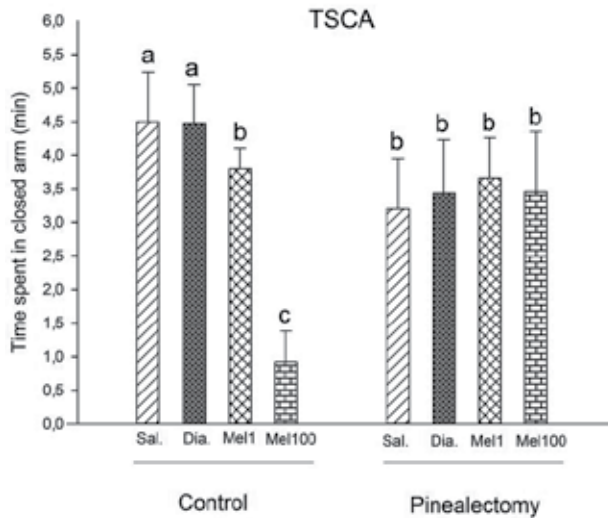 TSCA
Time spent in closed arm (min)
6,0
5,5
5,0
4,5
4,0
3,5
3,0
2,5
2,0
1,5
1,0
0,5
0,0
a
a
b
c
b
b
b
b
Sal.
Dia.
Mel1
Mel100
Sal.
Dia.
Mel1
Mel100
Control
Pinealectomy